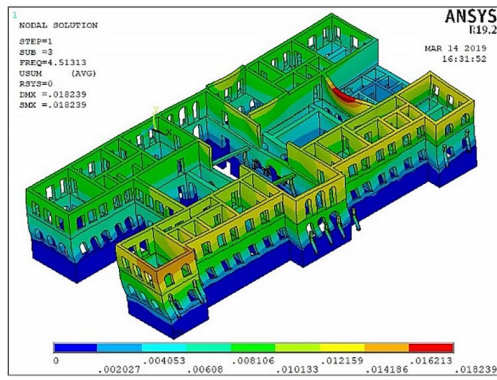 1
NODAL SOLUTION
STEP=1
SUB =3
FREQ=4.51313
USUM (AVG)
RSYS=0
DMX =.018239
SMX =.018239
ANSYS
R19.2
MAR 14 2019
16:31:52
Y
X
0 .004053 .008106 .012159 .016213
.002027 .00608 .010133 .014186 .018239